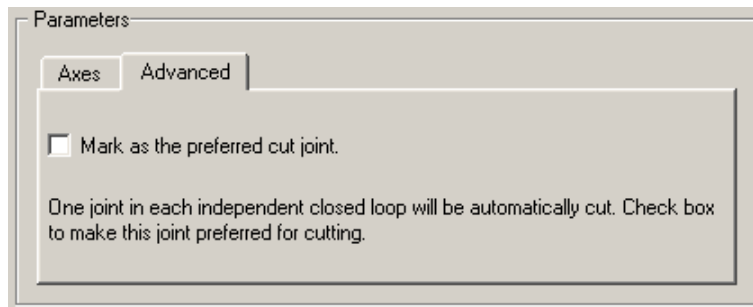 Parameters
Axes Advanced
Mark as the preferred cut joint.
One joint in each independent closed loop will be automatically cut. Check box
to make this joint preferred for cutting.